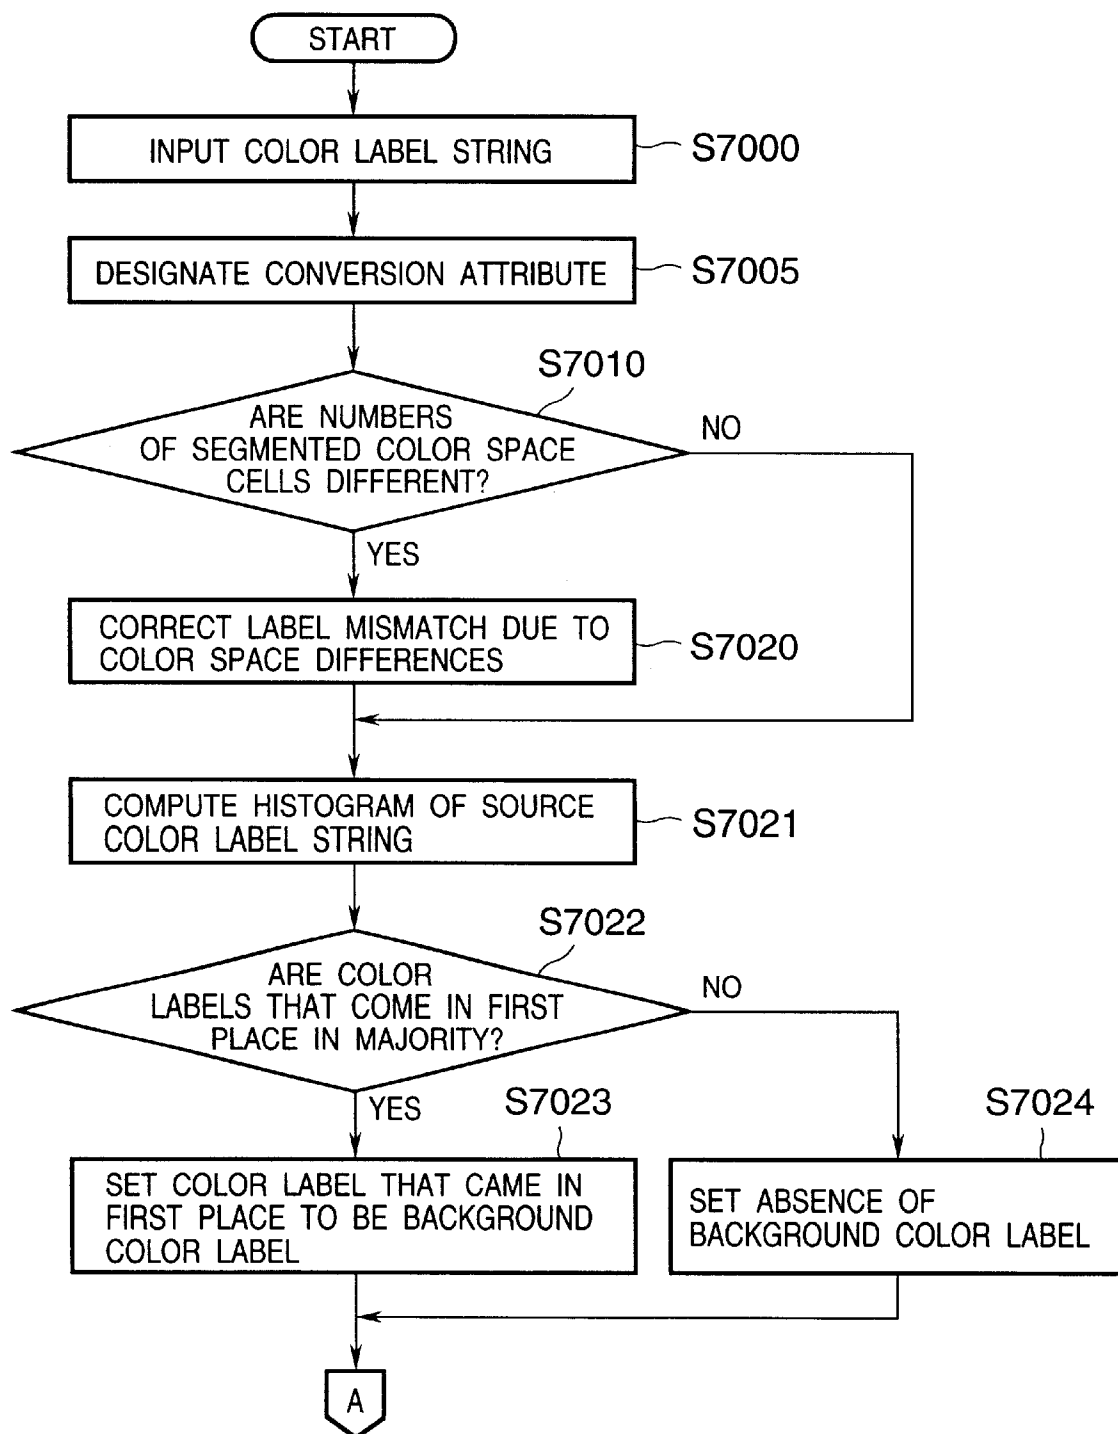 START
INPUT COLOR LABEL STRING
S7000
DESIGNATE CONVERSION ATTRIBUTE
S7005
S7010
ARE NUMBERS
OF SEGMENTED COLOR SPACE
CELLS DIFFERENT?
NO
YES
CORRECT LABEL MISMATCH DUE TO
COLOR SPACE DIFFERENCES
S7020
COMPUTE HISTOGRAM OF SOURCE
COLOR LABEL STRING
S7021
S7022
ARE COLOR
LABELS THAT COME IN FIRST
PLACE IN MAJORITY?
NO
YES
S7023
SET COLOR LABEL THAT CAME IN
FIRST PLACE TO BE BACKGROUND
COLOR LABEL
S7024
SET ABSENCE OF
BACKGROUND COLOR LABEL
A